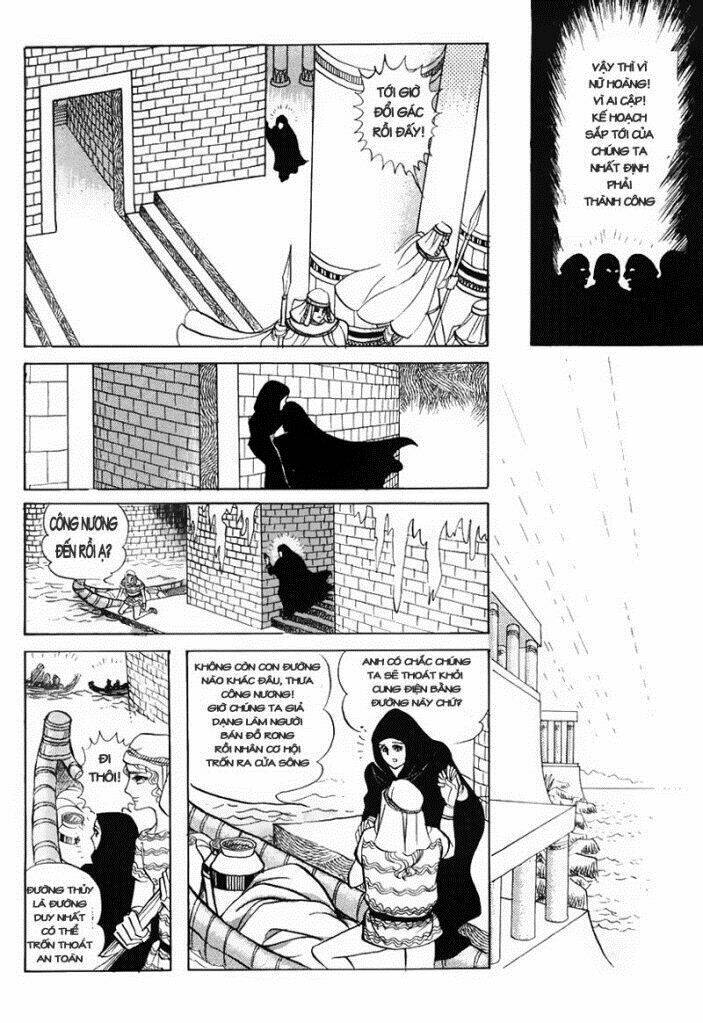 VẬY THÌ VÌ
NỮ HOÀNG!
VÌ AI CẬP!
KẾ HOẠCH
SẮP TỚI CỦA
CHÚNG TA
NHẤT ĐỊNH
PHẢI
THÀNH CÔNG
TỚI GIỜ
ĐỔI GÁC
RỒI ĐẤY!
CÔNG NƯƠNG
ĐẾN RỒI Ạ?
ANH CÓ CHẮC CHÚNG
TA SẼ THOÁT KHỎI
CUNG ĐIỆN BẰNG
ĐƯỜNG NÀY CHỨ?
KHÔNG CÒN CON ĐƯỜNG
NÀO KHÁC ĐÂU, THƯA
CÔNG NƯƠNG!
GIỜ CHÚNG TA GIẢ
DẠNG LÀM NGƯỜI
BÁN ĐỒ RONG
RỒI NHÂN CƠ HỘI
TRỐN RA CỬA SÔNG
ĐI
THÔI!
ĐƯỜNG THỦY
LÀ ĐƯỜNG
DUY NHẤT
CÓ THỂ
TRỐN THOÁT
AN TOÀN